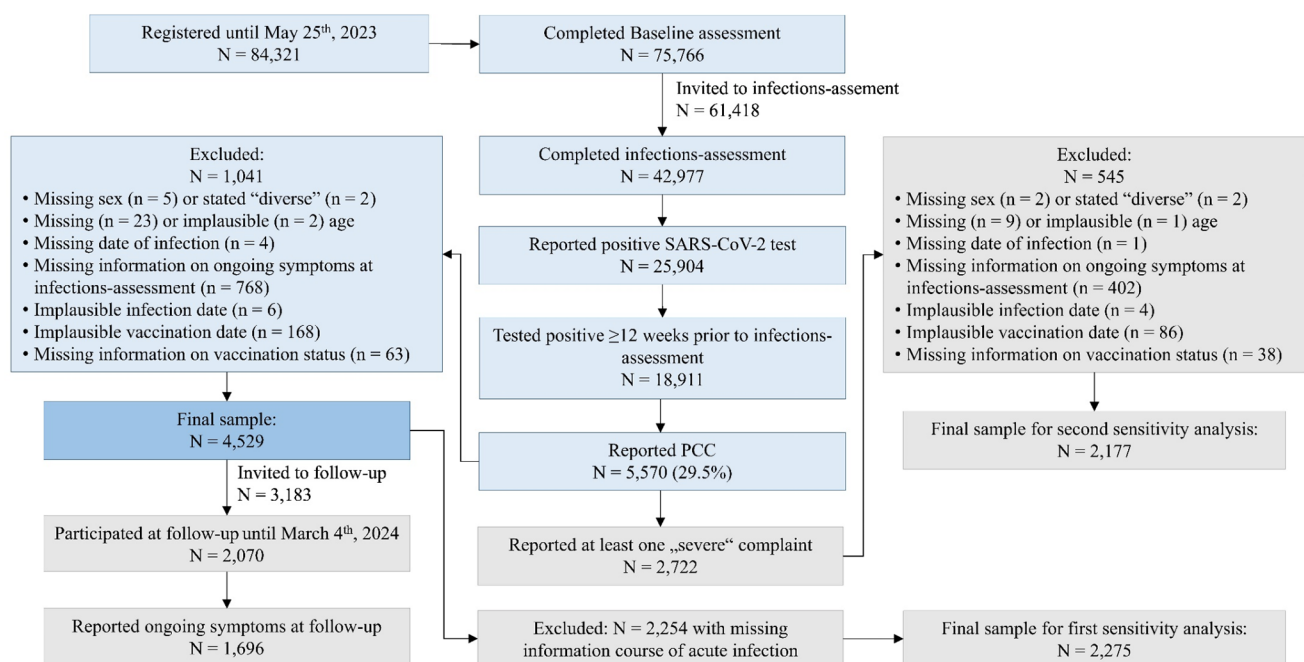 Registered until May 25th, 2023
N = 84,321
Completed Baseline assessment
N = 75,766
Invited to infections-assement
N = 61,418
Completed infections-assessment
N = 42,977
Reported positive SARS-CoV-2 test
N = 25,904
Tested positive ≥12 weeks prior to infections-
assessment
N = 18,911
Reported PCC
N = 5,570 (29.5%)
Excluded:
N = 1,041
• Missing sex (n = 5) or stated “diverse” (n = 2)
• Missing (n = 23) or implausible (n = 2) age
• Missing date of infection (n = 4)
• Missing information on ongoing symptoms at
infections-assessment (n = 768)
• Implausible infection date (n = 6)
• Implausible vaccination date (n = 168)
• Missing information on vaccination status (n = 63)
Final sample:
N = 4,529
Invited to follow-up
N = 3,183
Participated at follow-up until March 4th, 2024
N = 2,070
Reported ongoing symptoms at follow-up
N = 1,696
Reported at least one „severe“ complaint
N = 2,722
Excluded:
N = 545
• Missing sex (n = 2) or stated “diverse” (n = 2)
• Missing (n = 9) or implausible (n = 1) age
• Missing date of infection (n = 1)
• Missing information on ongoing symptoms at
infections-assessment (n = 402)
• Implausible infection date (n = 4)
• Implausible vaccination date (n = 86)
• Missing information on vaccination status (n = 38)
Final sample for second sensitivity analysis:
N = 2,177
Excluded: N = 2,254 with missing
information course of acute infection
Final sample for first sensitivity analysis:
N = 2,275